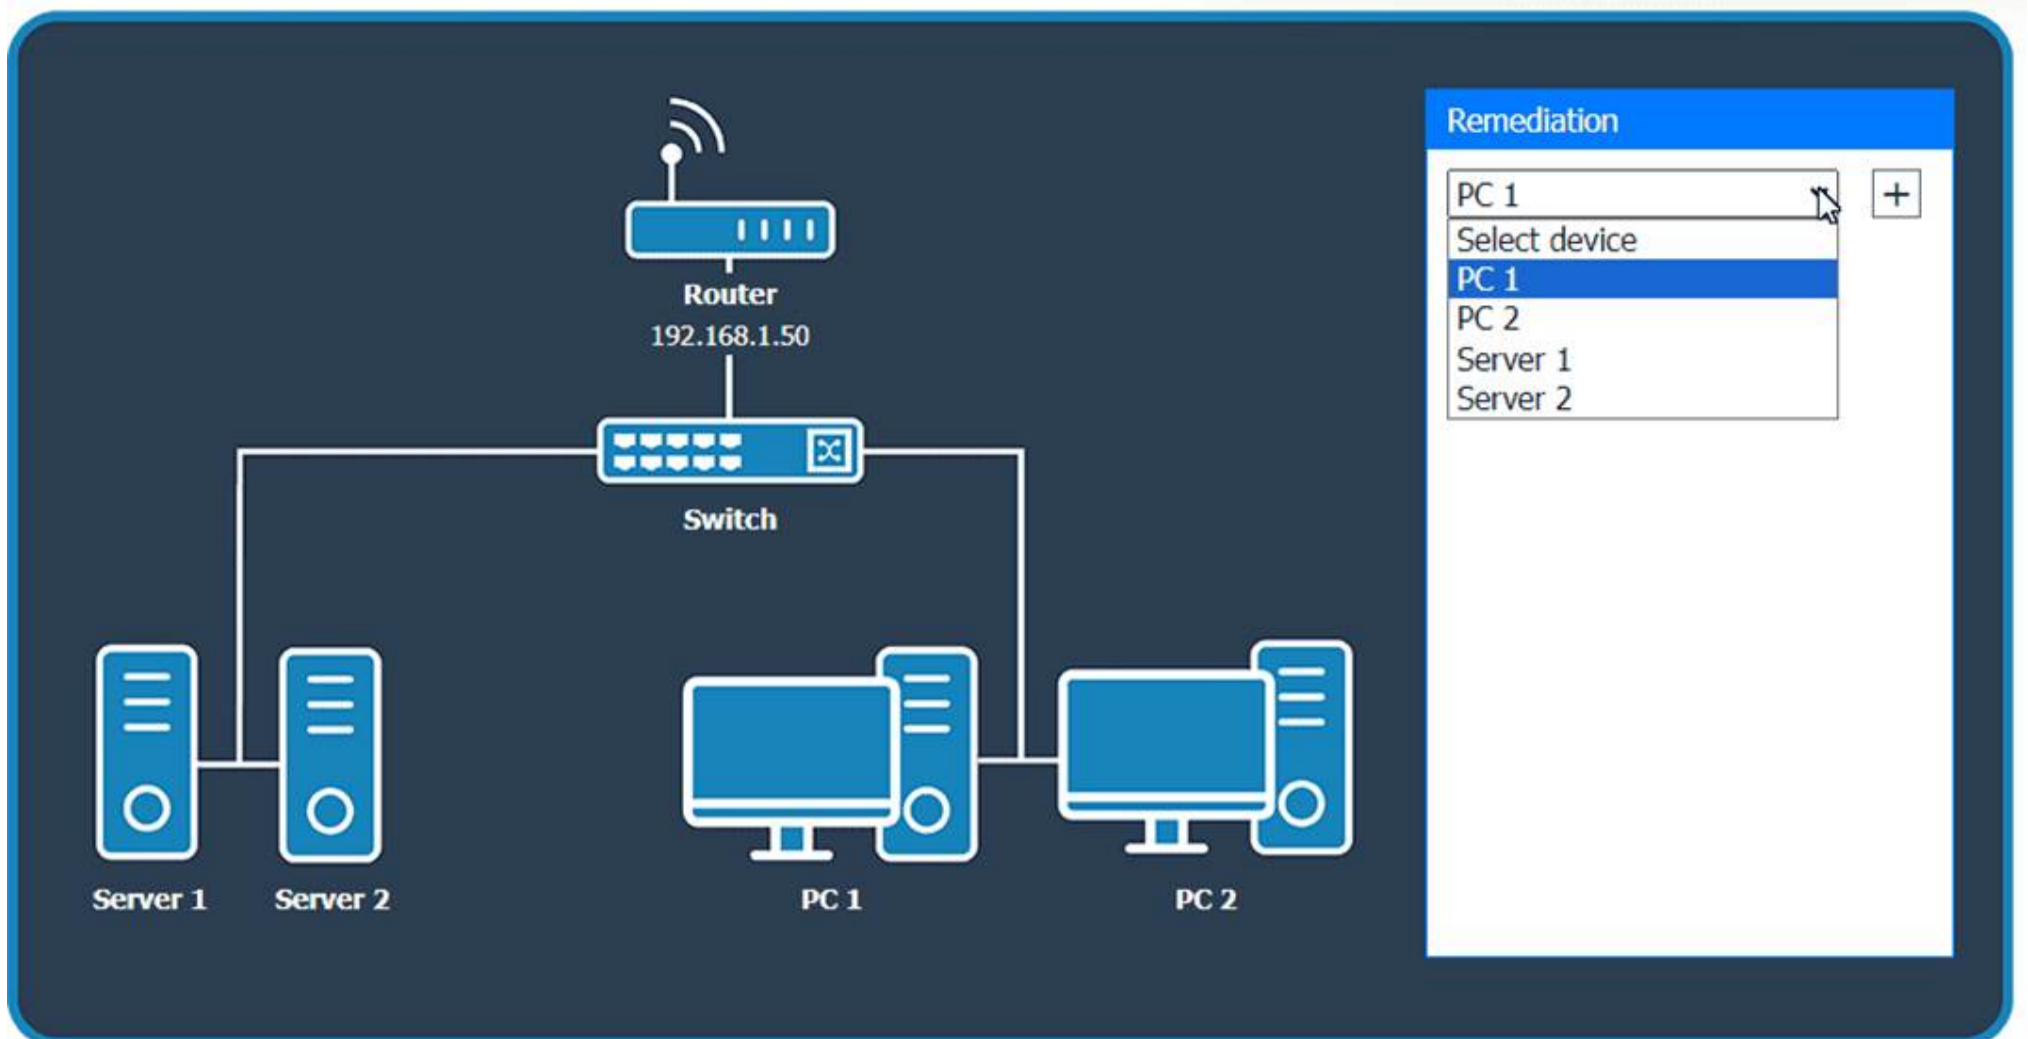 Remediation
PC 1
+
Select device
PC 1
PC 2
Server 1
Server 2
Router
192.168.1.50
Switch
Server 1
Server 2
PC 1
PC 2